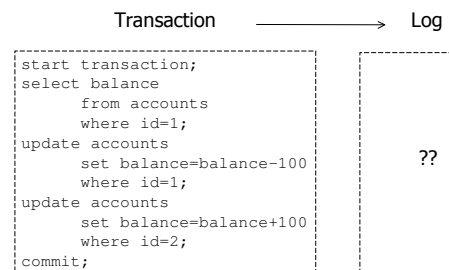 Transaction Log
start transaction;
select balance
from accounts
where id=1;
update accounts
set balance=balance-100
where id=1;
update accounts
set balance=balance+100
where id=2;
commit;
??